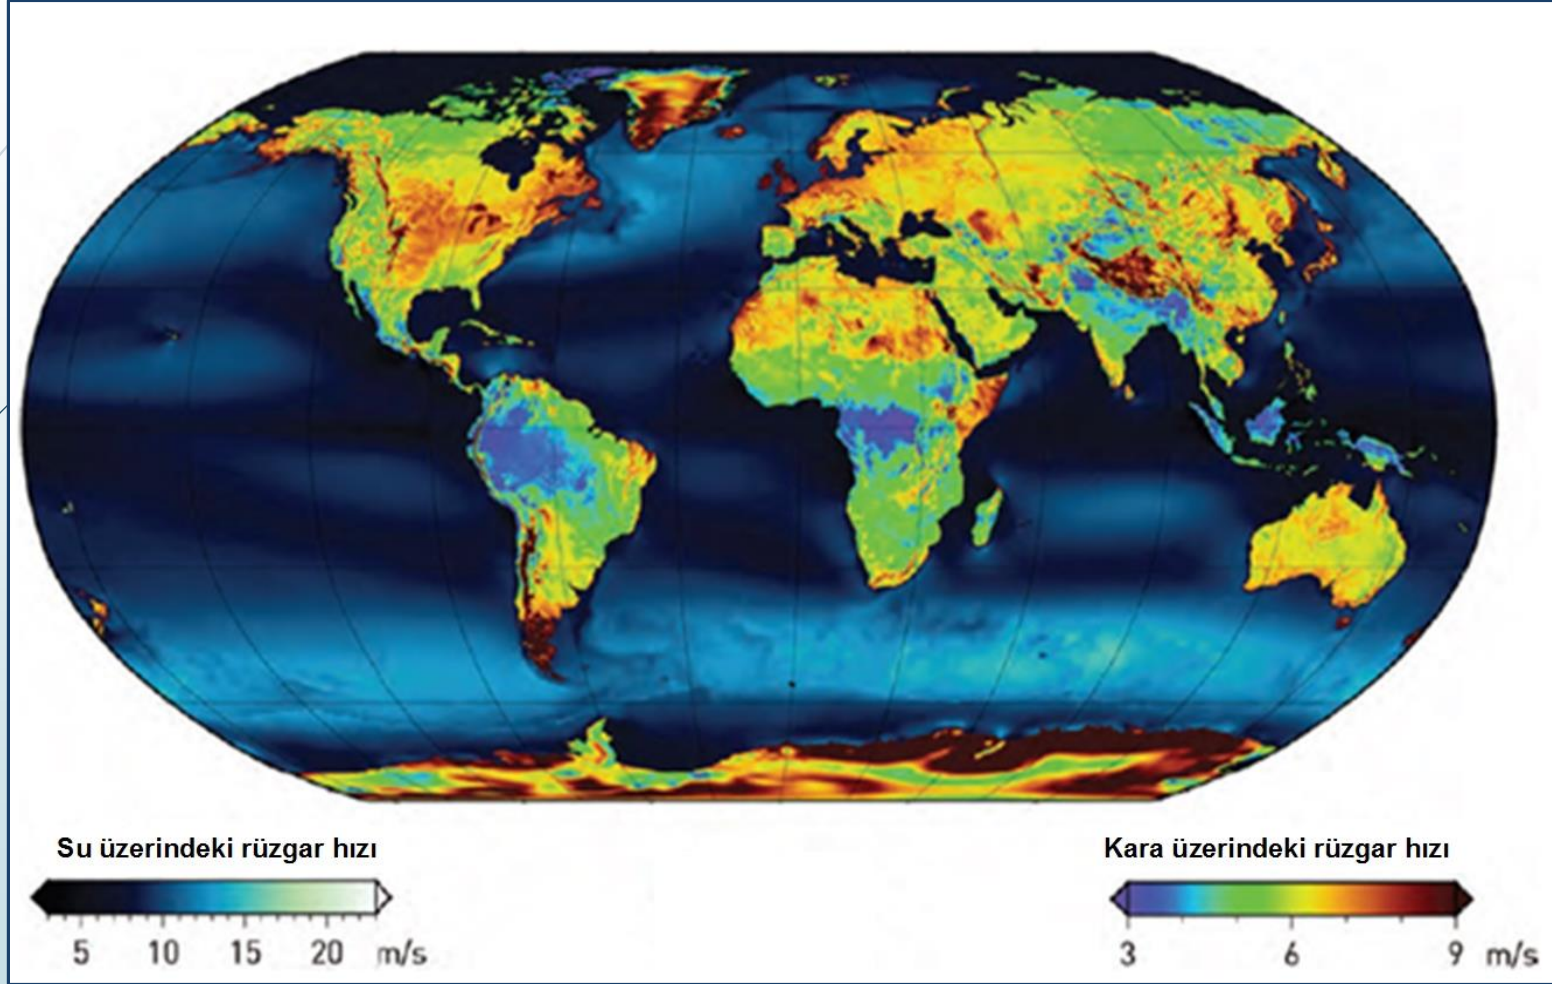 Su üzerindeki rüzgar hızı
5 10 15 20 m/s
Kara üzerindeki rüzgar hızı
3 6 9 m/s